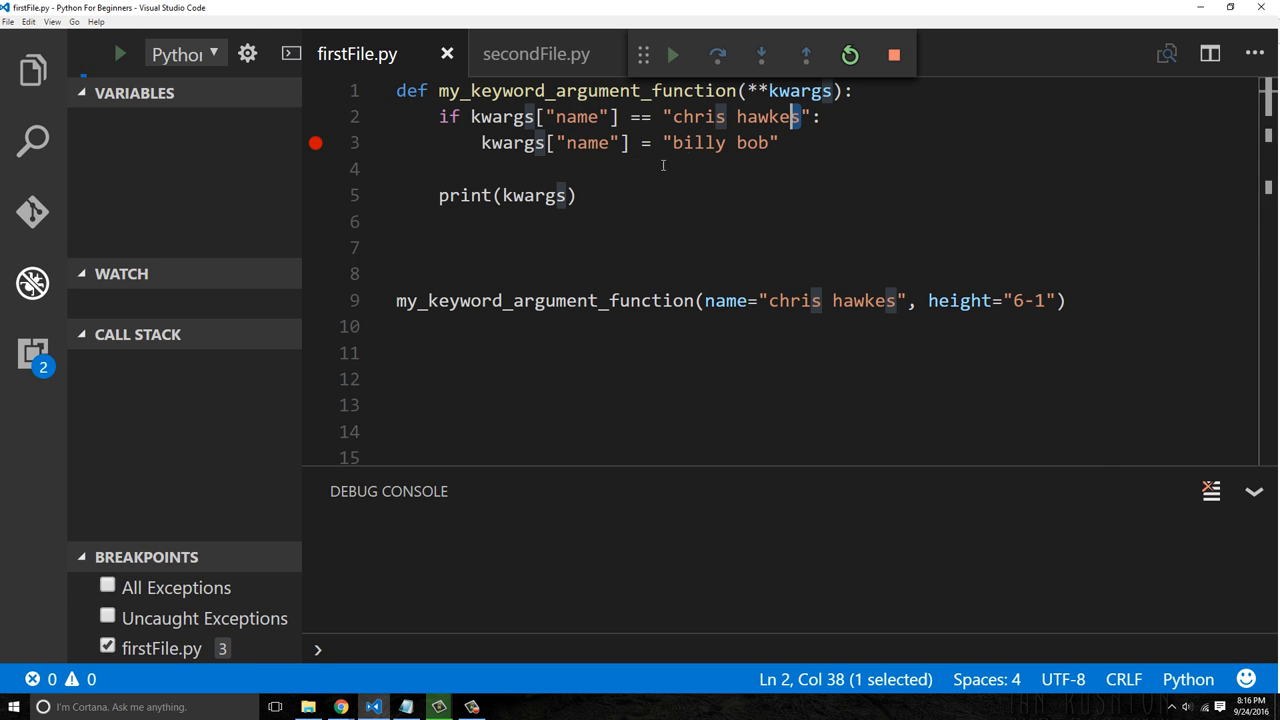 firstFile.py - Python For Beginners - Visual Studio Code
File Edit View Go Help
Python
firstFile.py
secondFile.py
VARIABLES
WATCH
CALL STACK
BREAKPOINTS
All Exceptions
Uncaught Exceptions
firstFile.py 3
2
1 def my_keyword_argument_function(**kwargs):
2 if kwargs["name"] == "chris hawkes":
3 kwargs["name"] = "billy bob"
4
5 print(kwargs)
6
7
8
9 my_keyword_argument_function(name="chris hawkes", height="6-1")
10
11
12
13
14
15
DEBUG CONSOLE
0 0
Ln 2, Col 38 (1 selected) Spaces: 4 UTF-8 CRLF Python
I'm Cortana. Ask me anything.
8:16 PM
9/24/2016